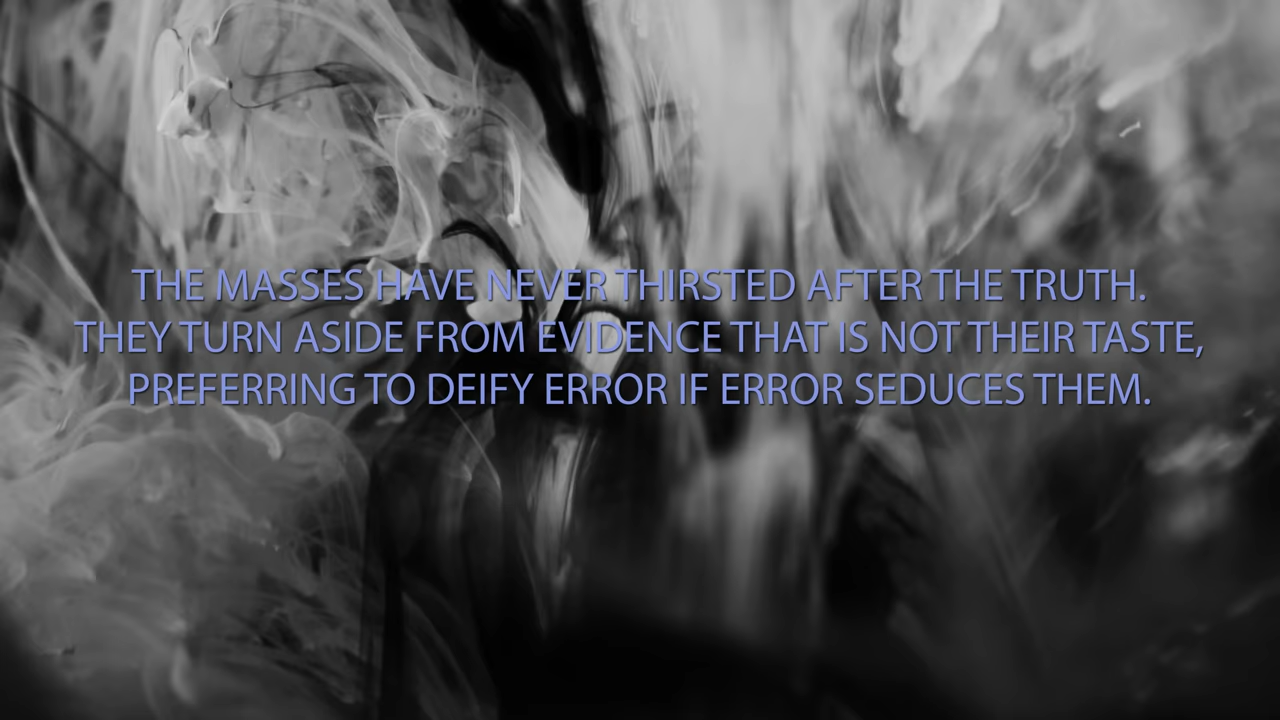 THE MASSES HAVE NEVER THIRSTED AFTER THE TRUTH.
THEY TURN ASIDE FROM EVIDENCE THAT IS NOT THEIR TASTE,
PREFERRING TO DEIFY ERROR IF ERROR SEDUCES THEM.